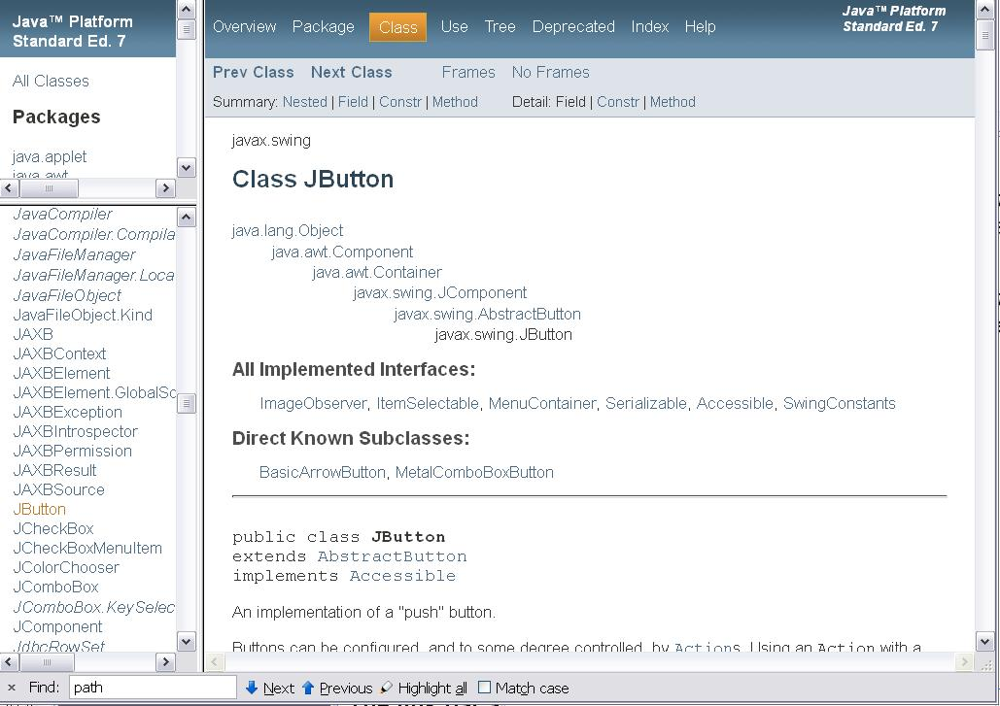 Java™ Platform
Standard Ed. 7
All Classes
Packages
java.applet
java.awt
JavaCompiler
JavaCompiler.Compila
JavaFileManager
JavaFileManager.Loca
JavaFileObject
JavaFileObject.Kind
JAXB
JAXBContext
JAXBElement
JAXBElement.GlobalSc
JAXBException
JAXBIntrospector
JAXBPermission
JAXBResult
JAXBSource
JButton
JCheckBox
JCheckBoxMenuItem
JColorChooser
JComboBox
JComboBox.KeySelec
JComponent
JdbcRowSet
Overview Package Class Use Tree Deprecated Index Help
Java™ Platform
Standard Ed. 7
Prev Class Next Class Frames No Frames
Summary: Nested | Field | Constr | Method Detail: Field | Constr | Method
javax.swing
Class JButton
java.lang.Object
java.awt.Component
java.awt.Container
javax.swing.JComponent
javax.swing.AbstractButton
javax.swing.JButton
All Implemented Interfaces:
ImageObserver, ItemSelectable, MenuContainer, Serializable, Accessible, SwingConstants
Direct Known Subclasses:
BasicArrowButton, MetalComboBoxButton
public class JButton
extends AbstractButton
implements Accessible
An implementation of a "push" button.
Buttons can be configured, and to some degree controlled, by Actions. Using an Action with a
× Find: path Next Previous Highlight all Match case